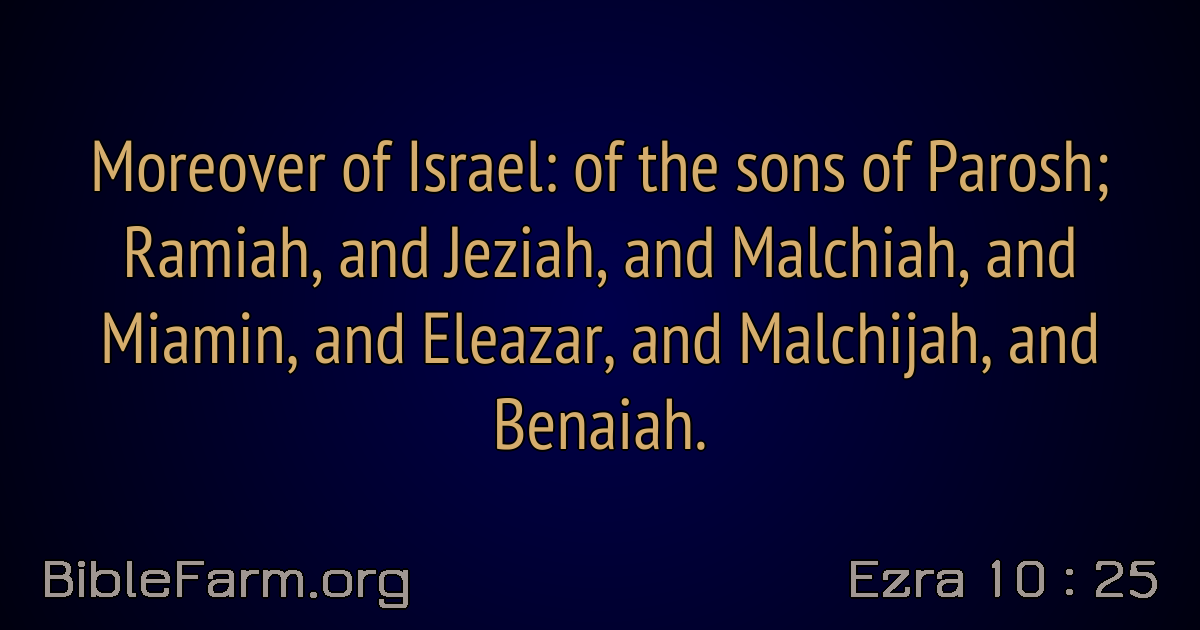 Moreover of Israel: of the sons of Parosh;
Ramiah, and Jeziah, and Malchiah, and
Miamin, and Eleazar, and Malchijah, and
Benaiah.
BibleFarm.org
Ezra 10 : 25